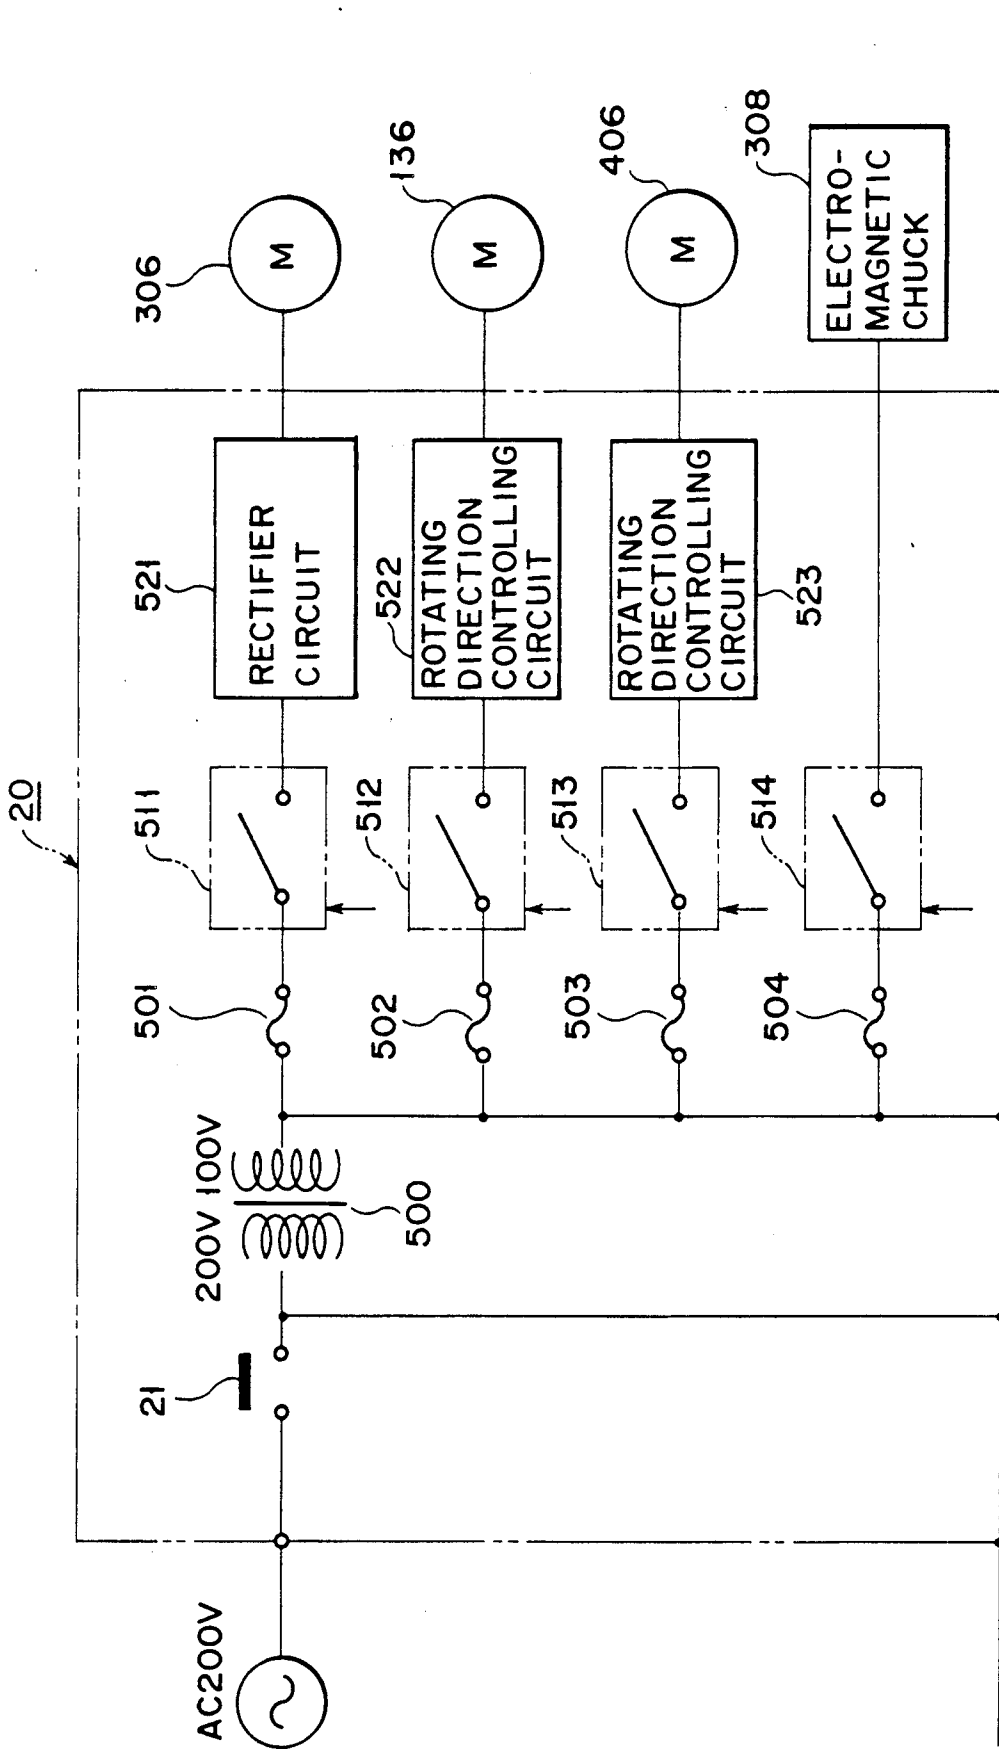 20
AC200V
21
200V 100V
500
501
511
521
RECTIFIER
CIRCUIT
306
M
502
512
522
ROTATING
DIRECTION
CONTROLLING
CIRCUIT
136
M
503
513
523
ROTATING
DIRECTION
CONTROLLING
CIRCUIT
406
M
504
514
308
ELECTRO-
MAGNETIC
CHUCK